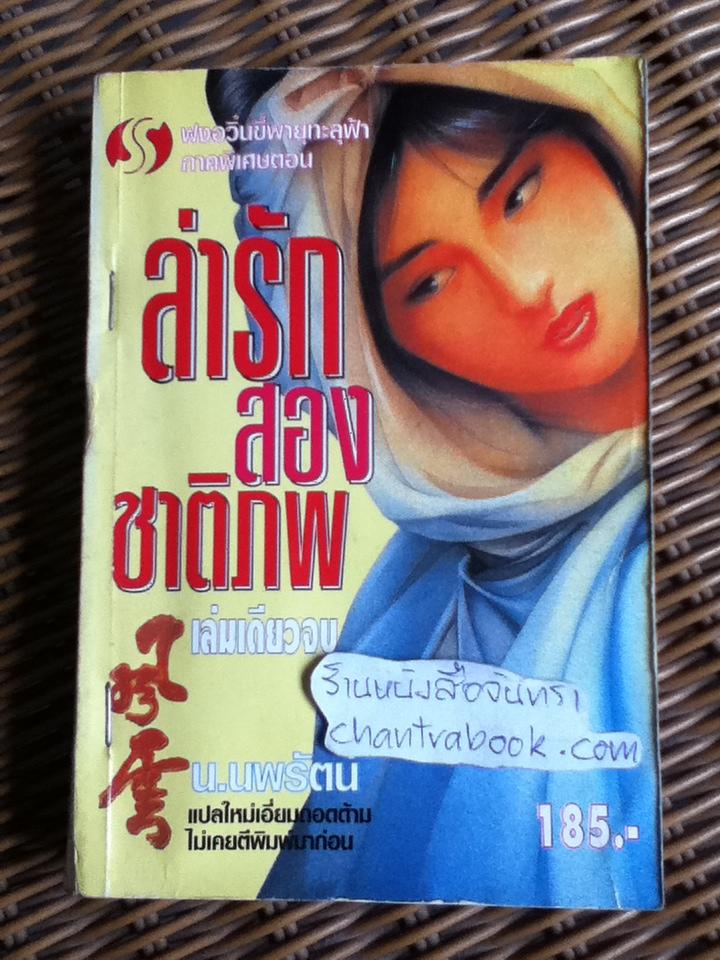 ฟงอวิ๋นขี่พายุทะลุฟ้า
ภาคพิเศษตอน
ล่ารัก
สอง
ชาติภพ
เล่มเดียวจบ
風雲
ร้านหนังสือจันทรา
chantrabook.com
น.นพรัตน
แปลใหม่เอี่ยมถอดด้าม
ไม่เคยตีพิมพ์มาก่อน
185.-